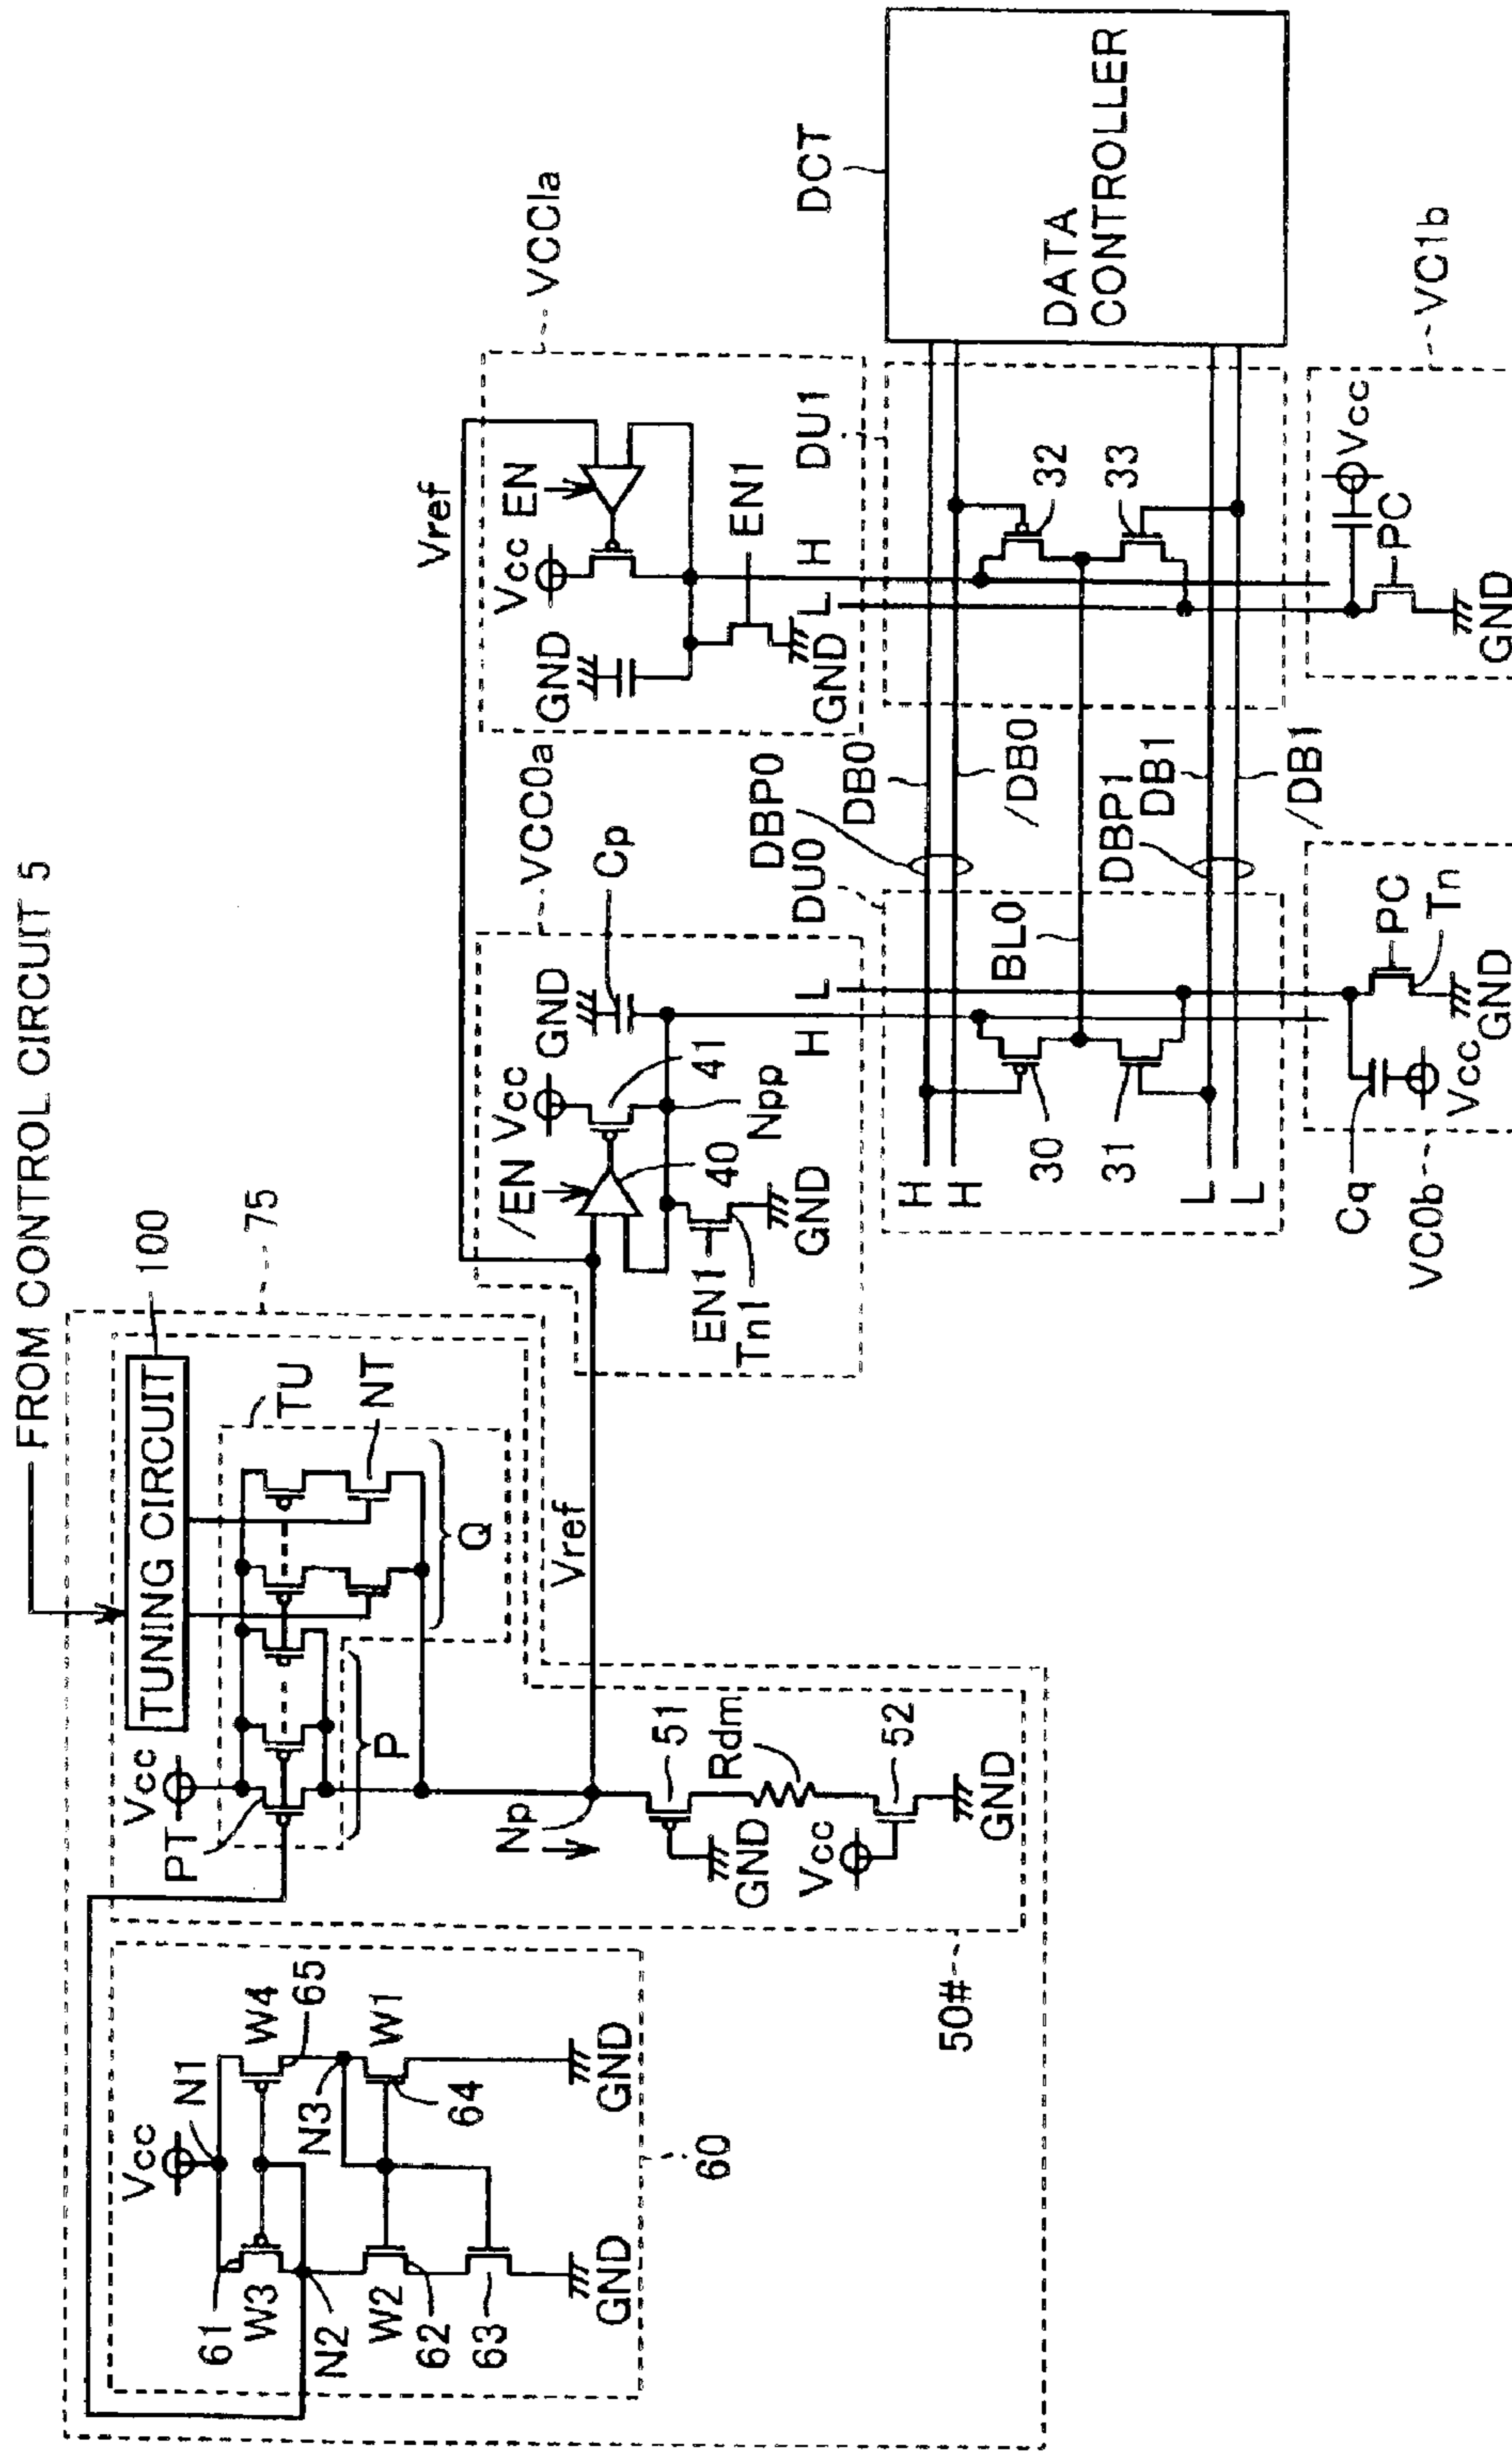 FROM CONTROL CIRCUIT 5
TUNING CIRCUIT
100
75
Vcc
PT
TU
NT
P
Q
Vcc
N1
61
W3
W4
65
N2
N3
W2
W1
62
64
63
GND
GND
60
Np
Vref
51
GND
Rdm
Vcc
52
GND
50#
Vref
/EN
Vcc
GND
Cp
VCC0a
40
41
EN1
Tn1
Npp
GND
H
L
GND
Vcc
EN
VCC1a
EN1
GND
L
H
DU0
DBP0
DB0
/DB0
DU1
DCT
H
H
30
BL0
32
DATA
CONTROLLER
31
DBP1
DB1
33
L
L
/DB1
Cq
Vcc
PC
Tn
GND
VC0b
Vcc
PC
GND
VC1b